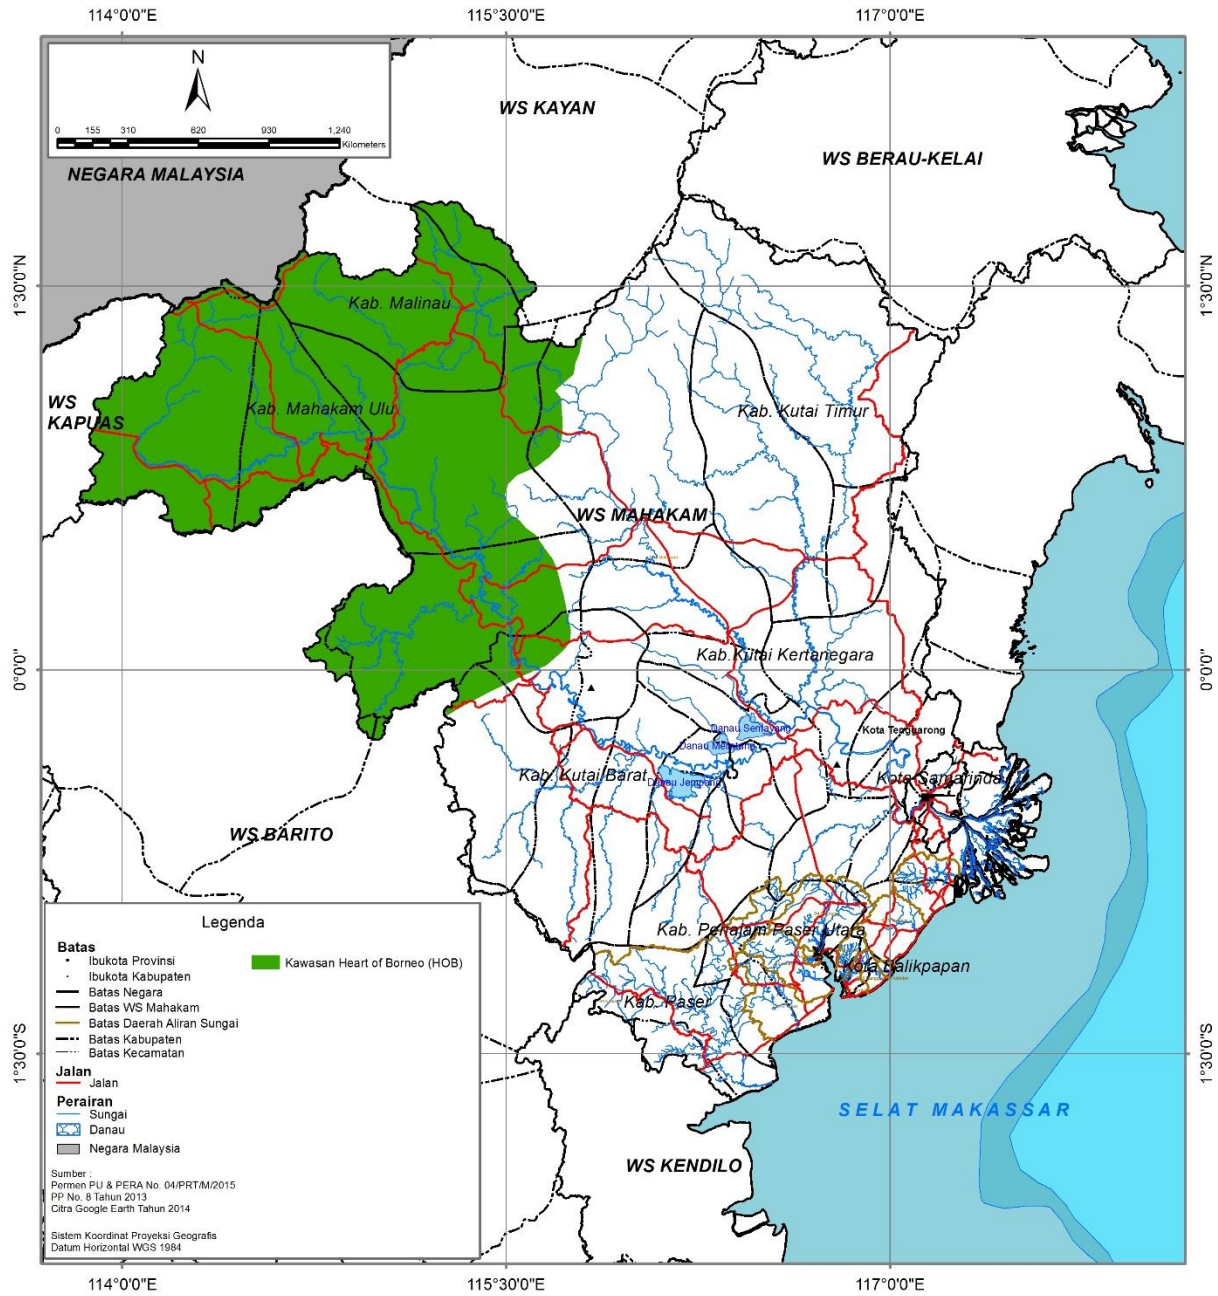 114°0'0"E
115°30'0"E
117°0'0"E
N
0 155 310 620 930 1,240
Kilometers
WS KAYAN
WS BERAU-KELAI
NEGARA MALAYSIA
1°30'0"N
1°30'0"N
Kab. Malinau
WS
KAPUAS
Kab. Mahakam Ulu
Kab. Kutai Timur
WS MAHAKAM
Kab. Kutai Kertanegara
0°0'0"
0°0'0"
Danau Semayang
Kota Tenggarong
Danau Melintang
Kab. Kutai Barat
Danau Jempang
Kota Samarinda
WS BARITO
Kab. Penajam Paser Utara
Kota Balikpapan
Kab. Paser
Legenda
Batas
Ibukota Provinsi
Ibukota Kabupaten
Batas Negara
Batas WS Mahakam
Batas Daerah Aliran Sungai
Batas Kabupaten
Batas Kecamatan
Kawasan Heart of Borneo (HOB)
Jalan
Jalan
Perairan
Sungai
Danau
Negara Malaysia
Sumber :
Permen PU & PERA No. 04/PRT/M/2015
PP No. 8 Tahun 2013
Citra Google Earth Tahun 2014
Sistem Koordinat Proyeksi Geografis
Datum Horizontal WGS 1984
1°30'0"S
1°30'0"S
SELAT MAKASSAR
WS KENDILO
114°0'0"E
115°30'0"E
117°0'0"E